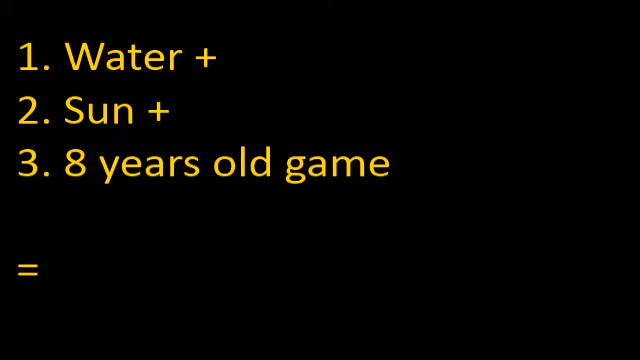 1. Water +
2. Sun +
3. 8 years old game
=